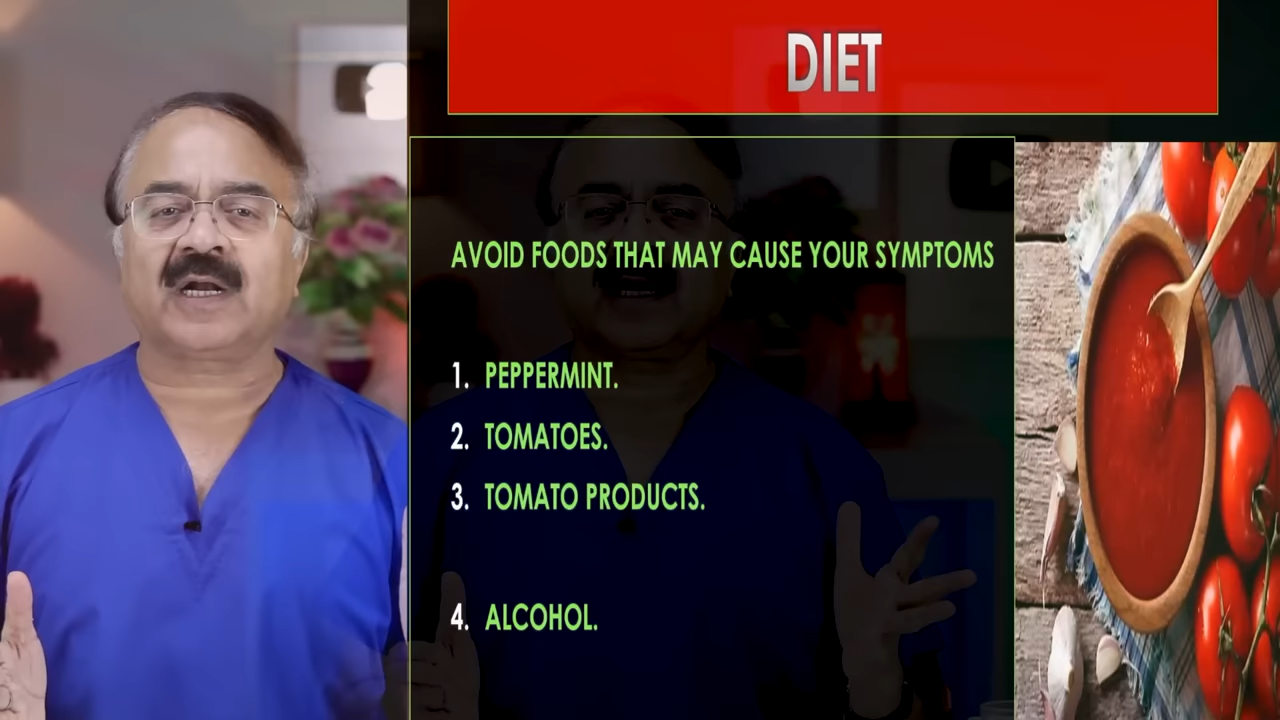 DIET
AVOID FOODS THAT MAY CAUSE YOUR SYMPTOMS
1. PEPPERMINT.
2. TOMATOES.
3. TOMATO PRODUCTS.
4. ALCOHOL.